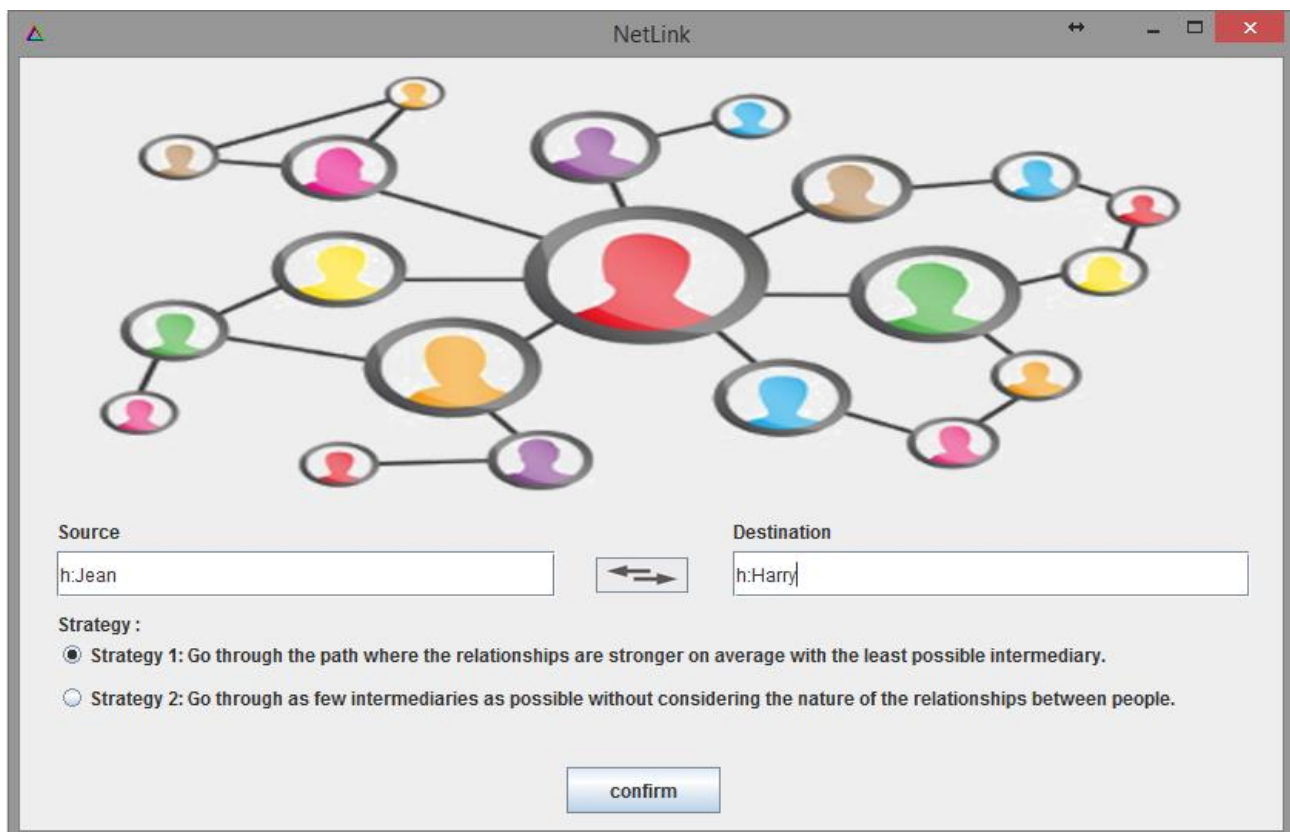 NetLink
Source
Destination
h:Jean
h:Harry
Strategy :
Strategy 1: Go through the path where the relationships are stronger on average with the least possible intermediary.
Strategy 2: Go through as few intermediaries as possible without considering the nature of the relationships between people.
confirm